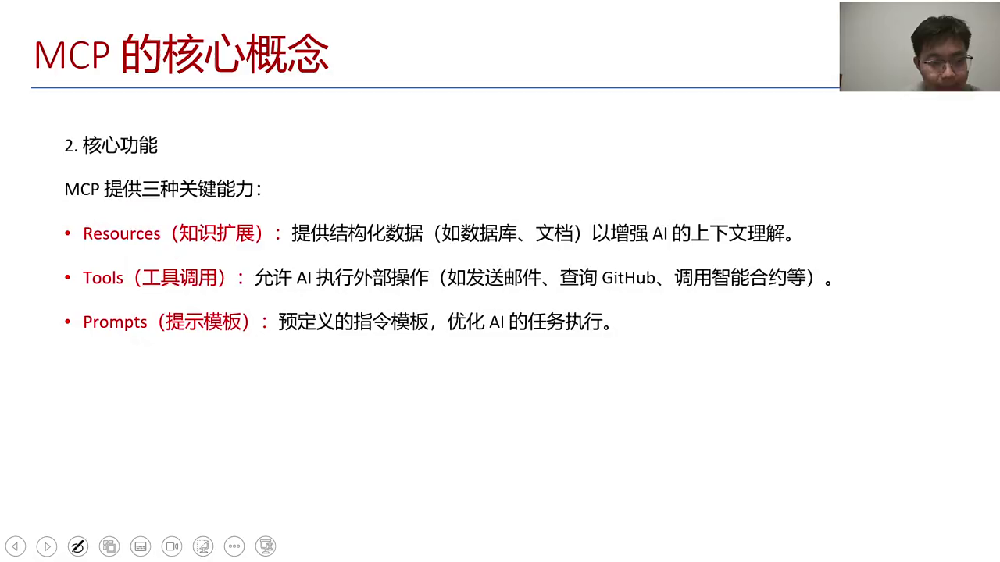 MCP 的核心概念
2. 核心功能
MCP 提供三种关键能力：
• Resources（知识扩展）：提供结构化数据（如数据库、文档）以增强 AI 的上下文理解。
• Tools（工具调用）：允许 AI 执行外部操作（如发送邮件、查询 GitHub、调用智能合约等）。
• Prompts（提示模板）：预定义的指令模板，优化 AI 的任务执行。